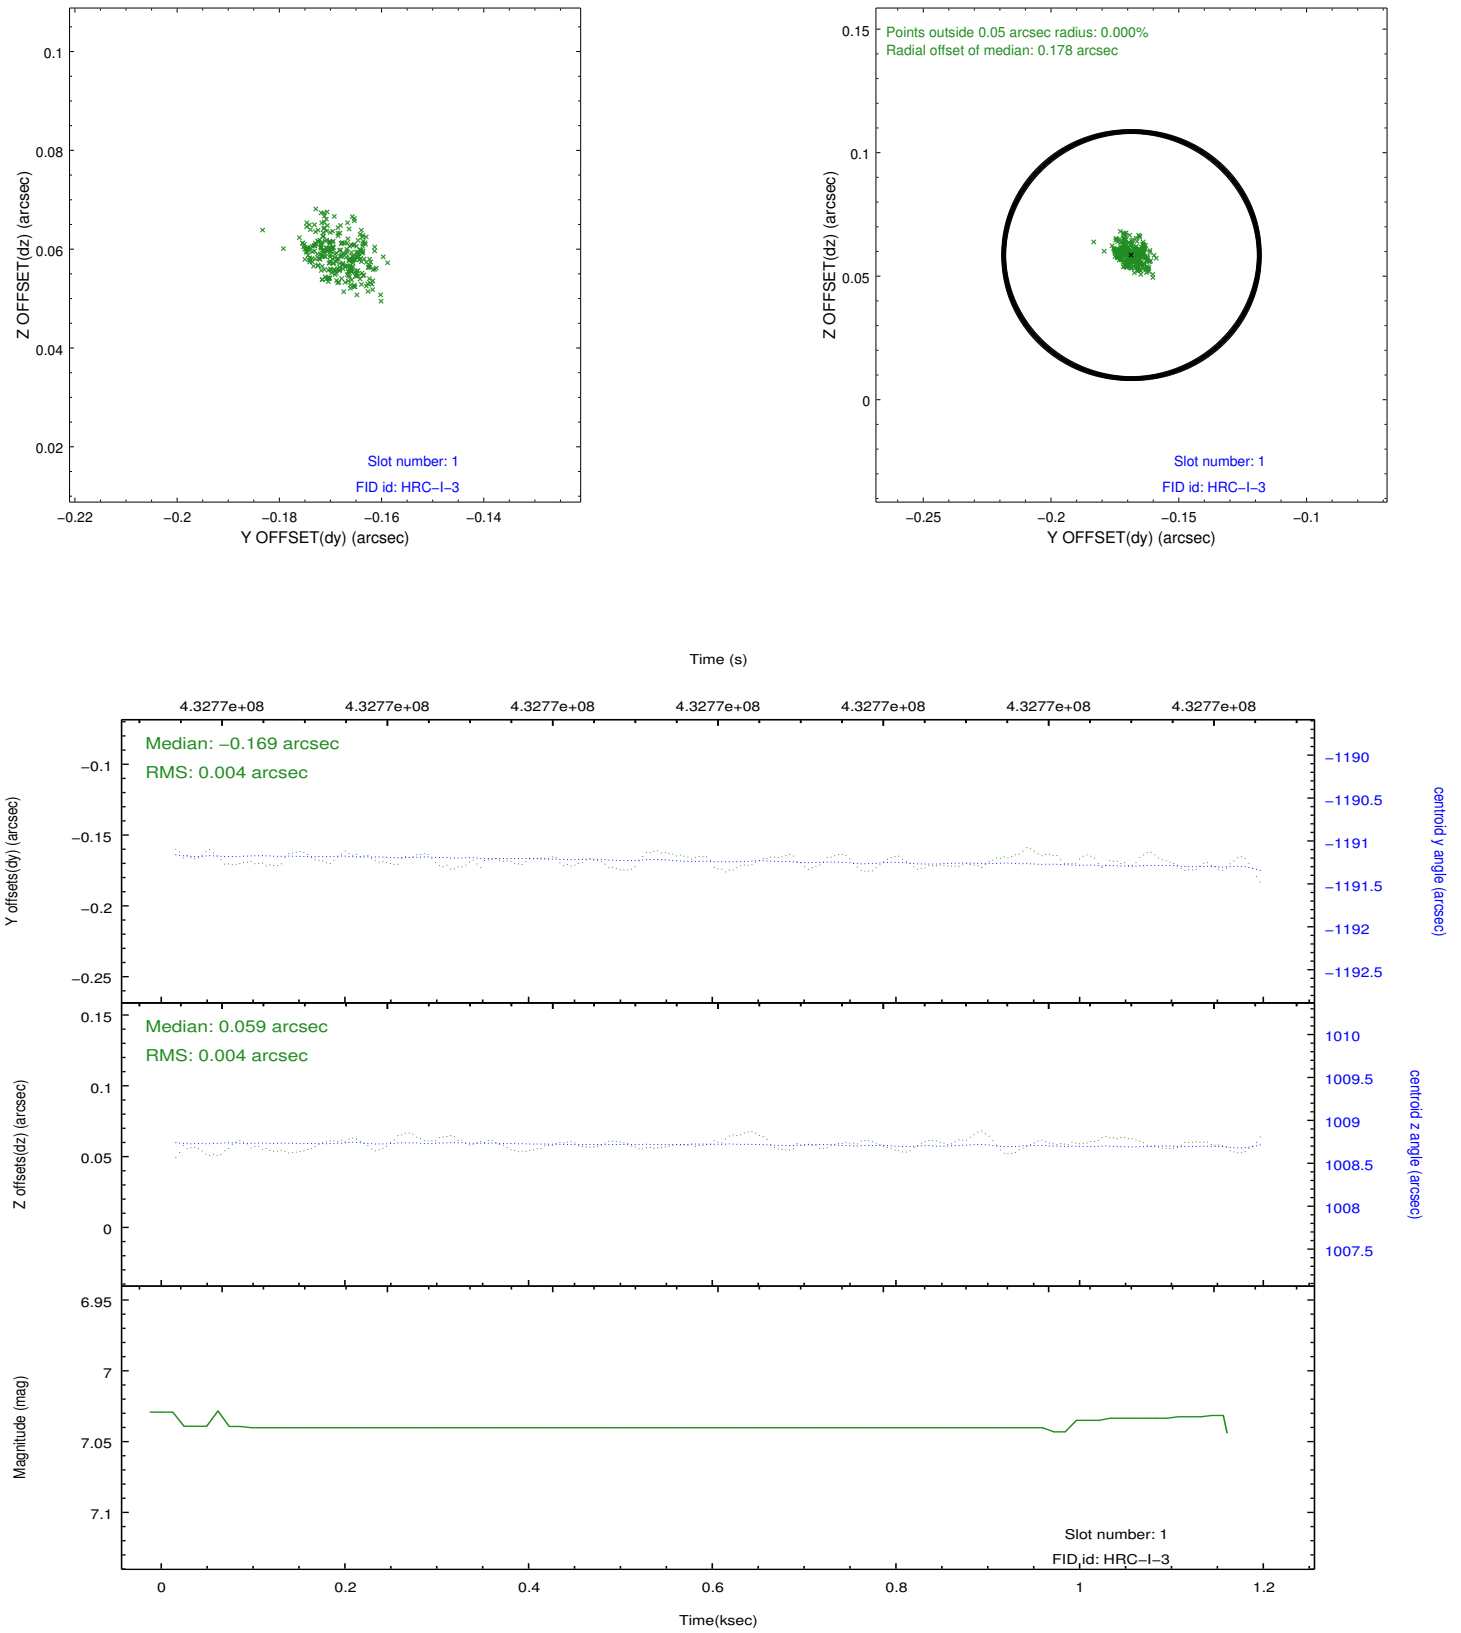 0.1
0.08
0.06
0.04
0.02
Z OFFSET(dz) (arcsec)
Slot number: 1
FID id: HRC−I−3
−0.22 −0.2 −0.18 −0.16 −0.14
Y OFFSET(dy) (arcsec)
Points outside 0.05 arcsec radius: 0.000%
Radial offset of median: 0.178 arcsec
0.15
0.1
0.05
0
Z OFFSET(dz) (arcsec)
Slot number: 1
FID id: HRC−I−3
−0.25 −0.2 −0.15 −0.1
Y OFFSET(dy) (arcsec)
Time (s)
4.3277e+08 4.3277e+08 4.3277e+08 4.3277e+08 4.3277e+08 4.3277e+08 4.3277e+08
Median: −0.169 arcsec
RMS: 0.004 arcsec
−0.1
−0.15
−0.2
−0.25
Y offsets(dy) (arcsec)
−1190
−1190.5
−1191
−1191.5
−1192
−1192.5
centroid y angle (arcsec)
Median: 0.059 arcsec
RMS: 0.004 arcsec
0.15
0.1
0.05
0
Z offsets(dz) (arcsec)
1010
1009.5
1009
1008.5
1008
1007.5
centroid z angle (arcsec)
6.95
7
7.05
7.1
Magnitude (mag)
Slot number: 1
FID id: HRC−I−3
0 0.2 0.4 0.6 0.8 1 1.2
Time(ksec)